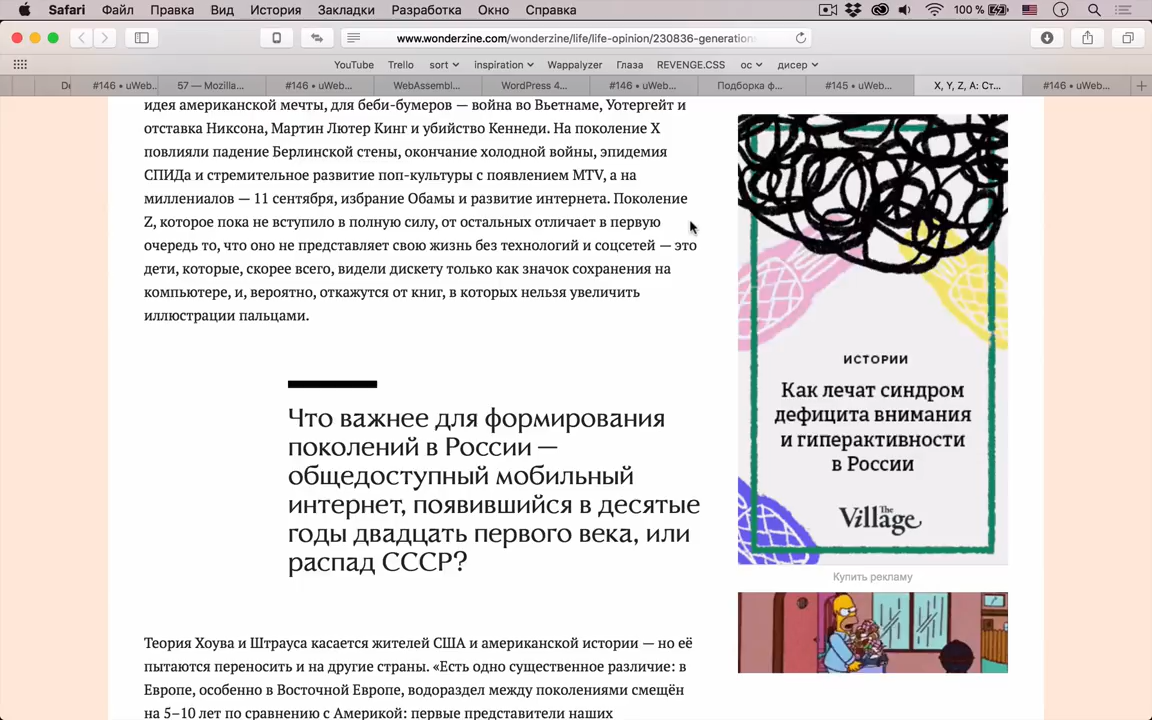 Safari Файл Правка Вид История Закладки Разработка Окно Справка 100 %
www.wonderzine.com/wonderzine/life/life-opinion/230836-generation
YouTube Trello sort inspiration Wappalyzer Глаза REVENGE.CSS ос дисер
#146 • uWeb... 57 — Mozilla... #146 • uWeb... WebAssembl... WordPress 4... #146 • uWeb... Подборка ф... #145 • uWeb... X, Y, Z, A: Ст... #146 • uWeb...
идея американской мечты, для беби-бумеров — война во Вьетнаме, Уотергейт и
отставка Никсона, Мартин Лютер Кинг и убийство Кеннеди. На поколение X
повлияли падение Берлинской стены, окончание холодной войны, эпидемия
СПИДа и стремительное развитие поп-культуры с появлением MTV, а на
миллениалов — 11 сентября, избрание Обамы и развитие интернета. Поколение
Z, которое пока не вступило в полную силу, от остальных отличает в первую
очередь то, что оно не представляет свою жизнь без технологий и соцсетей — это
дети, которые, скорее всего, видели дискету только как значок сохранения на
компьютере, и, вероятно, откажутся от книг, в которых нельзя увеличить
иллюстрации пальцами.
Что важнее для формирования
поколений в России —
общедоступный мобильный
интернет, появившийся в десятые
годы двадцать первого века, или
распад СССР?
Теория Хоува и Штрауса касается жителей США и американской истории — но её
пытаются переносить и на другие страны. «Есть одно существенное различие: в
Европе, особенно в Восточной Европе, водораздел между поколениями смещён
на 5–10 лет по сравнению с Америкой: первые представители наших
ИСТОРИИ
Как лечат синдром
дефицита внимания
и гиперактивности
в России
The Village
Купить рекламу